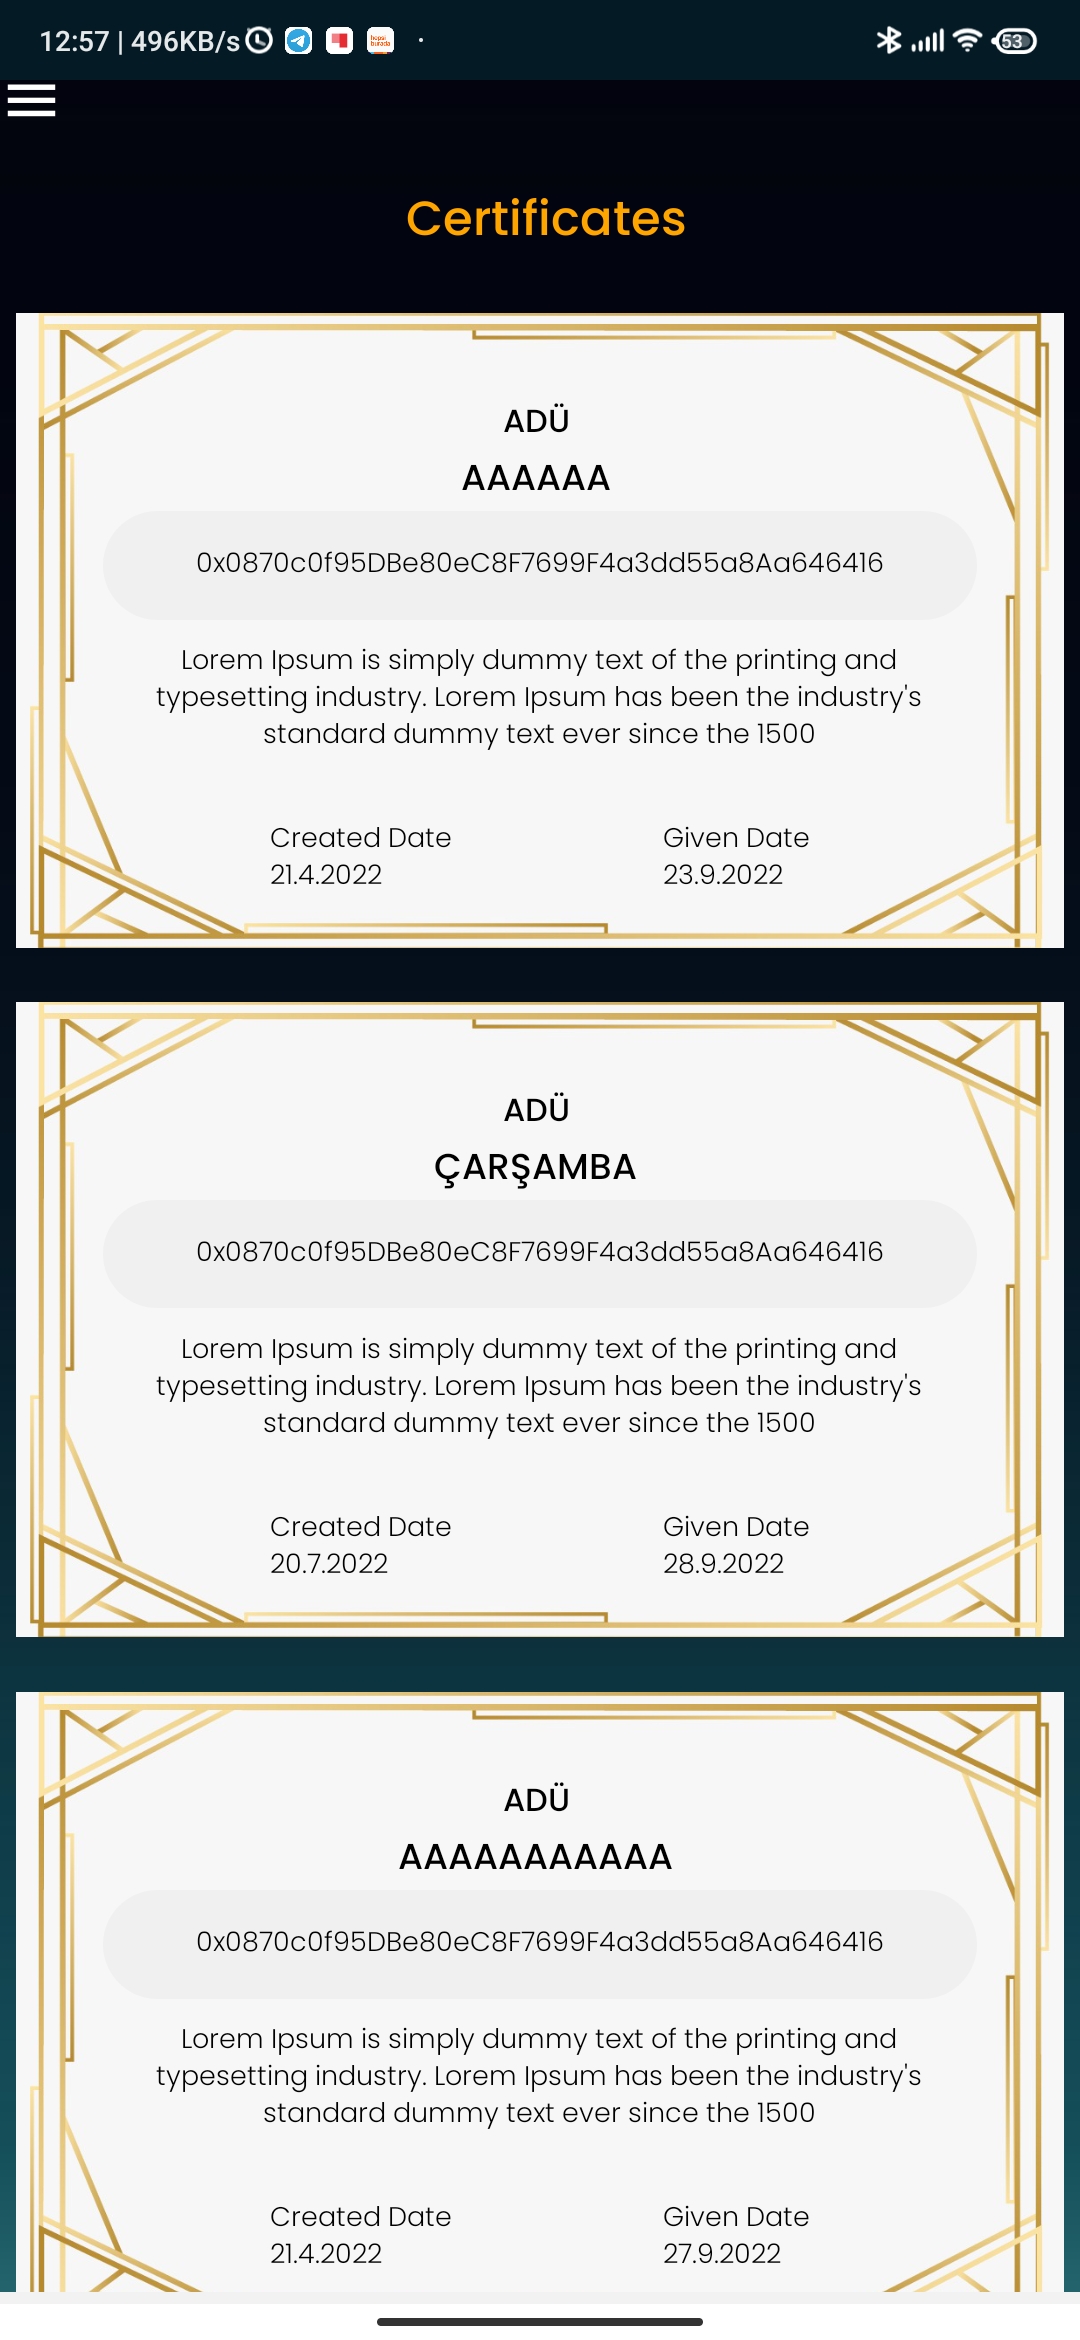 12:57 | 496KB/s
hepsi
burada
53
Certificates
ADÜ
AAAAAA
0x0870c0f95DBe80eC8F7699F4a3dd55a8Aa646416
Lorem Ipsum is simply dummy text of the printing and
typesetting industry. Lorem Ipsum has been the industry's
standard dummy text ever since the 1500
Created Date Given Date
21.4.2022 23.9.2022
ADÜ
ÇARŞAMBA
0x0870c0f95DBe80eC8F7699F4a3dd55a8Aa646416
Lorem Ipsum is simply dummy text of the printing and
typesetting industry. Lorem Ipsum has been the industry's
standard dummy text ever since the 1500
Created Date Given Date
20.7.2022 28.9.2022
ADÜ
AAAAAAAAAAA
0x0870c0f95DBe80eC8F7699F4a3dd55a8Aa646416
Lorem Ipsum is simply dummy text of the printing and
typesetting industry. Lorem Ipsum has been the industry's
standard dummy text ever since the 1500
Created Date Given Date
21.4.2022 27.9.2022